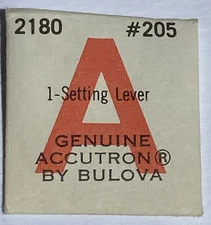 2180 #205
A
1-Setting Lever
GENUINE
ACCUTRON®
BY BULOVA